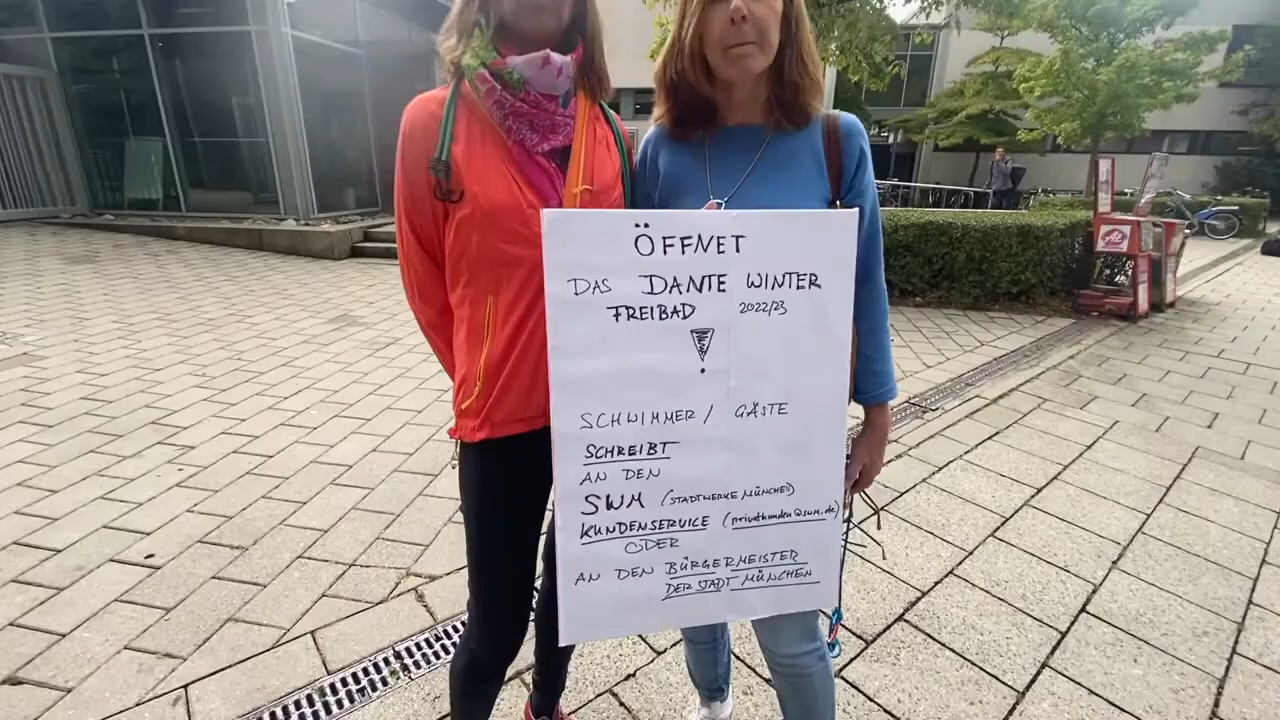 ÖFFNET
DAS DANTE WINTER
FREIBAD 2022/23
!
SCHWIMMER / GÄSTE
SCHREIBT
AN DEN
SWM (STADTWERKE MÜNCHEN)
KUNDENSERVICE (privatkunden@swm.de)
ODER
AN DEN BÜRGERMEISTER
DER STADT MÜNCHEN
AZ